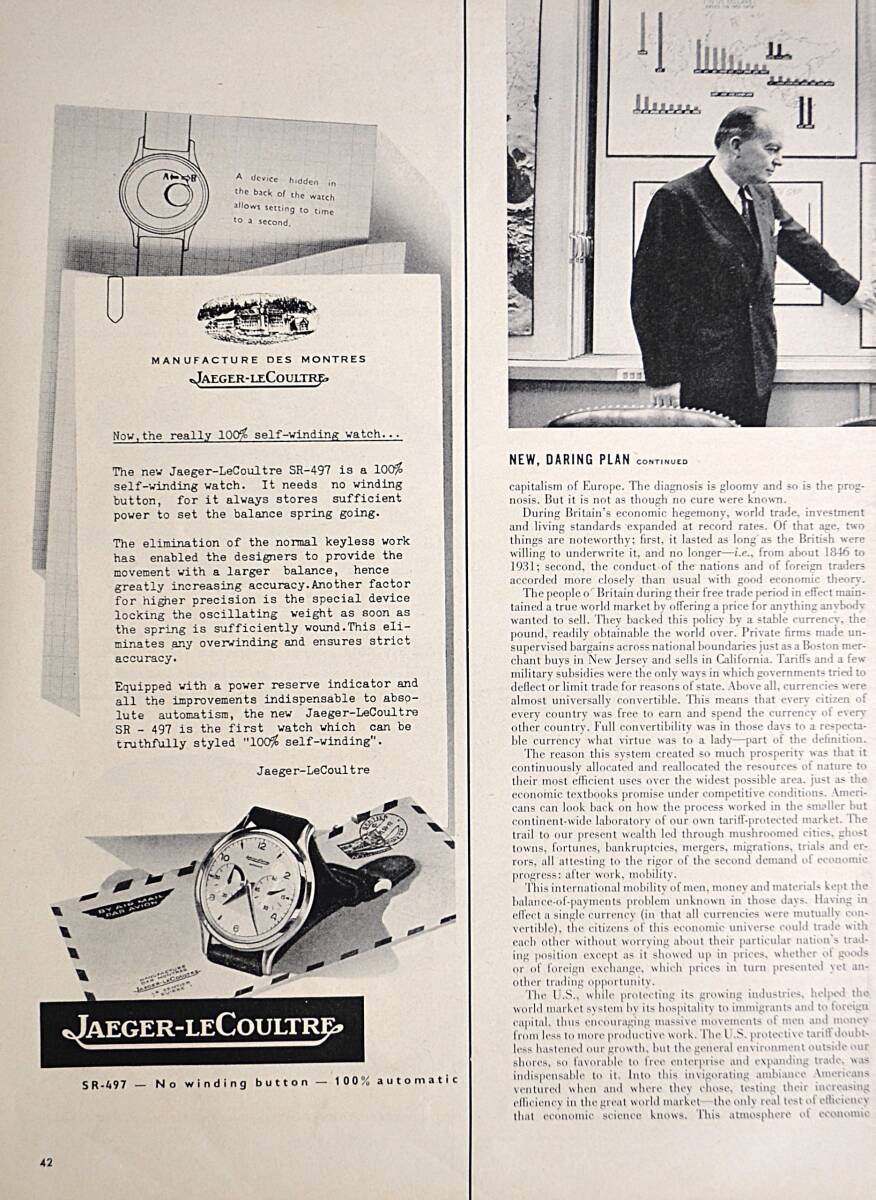 A B
A device hidden in
the back of the watch
allows setting to time
to a second.
MANUFACTURE DES MONTRES
JAEGER-LECOULTRE
Now,the really 100% self-winding watch...
The new Jaeger-LeCoultre SR-497 is a 100%
self-winding watch. It needs no winding
button, for it always stores sufficient
power to set the balance spring going.
The elimination of the normal keyless work
has enabled the designers to provide the
movement with a larger balance, hence
greatly increasing accuracy.Another factor
for higher precision is the special device
locking the oscillating weight as soon as
the spring is sufficiently wound.This eli-
minates any overwinding and ensures strict
accuracy.
Equipped with a power reserve indicator and
all the improvements indispensable to abso-
lute automatism, the new Jaeger-LeCoultre
SR - 497 is the first watch which can be
truthfully styled "100% self-winding".
Jaeger-LeCoultre
BY AIR MAIL
PAR AVION
MANUFACTURE
DES MONTRES
JAEGER-LECOULTRE
LE SENTIER
SUISSE
10
2
8
6
JAEGER-LECOULTRE
SR-497 — No winding button — 100% automatic
42
NEW, DARING PLAN CONTINUED
capitalism of Europe. The diagnosis is gloomy and so is the prog-
nosis. But it is not as though no cure were known.
During Britain's economic hegemony, world trade, investment
and living standards expanded at record rates. Of that age, two
things are noteworthy; first, it lasted as long as the British were
willing to underwrite it, and no longer—i.e., from about 1846 to
1931; second, the conduct of the nations and of foreign traders
accorded more closely than usual with good economic theory.
The people o' Britain during their free trade period in effect main-
tained a true world market by offering a price for anything anybody
wanted to sell. They backed this policy by a stable currency, the
pound, readily obtainable the world over. Private firms made un-
supervised bargains across national boundaries just as a Boston mer-
chant buys in New Jersey and sells in California. Tariffs and a few
military subsidies were the only ways in which governments tried to
deflect or limit trade for reasons of state. Above all, currencies were
almost universally convertible. This means that every citizen of
every country was free to earn and spend the currency of every
other country. Full convertibility was in those days to a respecta-
ble currency what virtue was to a lady—part of the definition.
The reason this system created so much prosperity was that it
continuously allocated and reallocated the resources of nature to
their most efficient uses over the widest possible area, just as the
economic textbooks promise under competitive conditions. Ameri-
cans can look back on how the process worked in the smaller but
continent-wide laboratory of our own tariff-protected market. The
trail to our present wealth led through mushroomed cities, ghost
towns, fortunes, bankruptcies, mergers, migrations, trials and er-
rors, all attesting to the rigor of the second demand of economic
progress: after work, mobility.
This international mobility of men, money and materials kept the
balance-of-payments problem unknown in those days. Having in
effect a single currency (in that all currencies were mutually con-
vertible), the citizens of this economic universe could trade with
each other without worrying about their particular nation's trad-
ing position except as it showed up in prices, whether of goods
or of foreign exchange, which prices in turn presented yet an-
other trading opportunity.
The U.S., while protecting its growing industries, helped the
world market system by its hospitality to immigrants and to foreign
capital, thus encouraging massive movements of men and money
from less to more productive work. The U.S. protective tariff doubt-
less hastened our growth, but the general environment outside our
shores, so favorable to free enterprise and expanding trade, was
indispensable to it. Into this invigorating ambiance Americans
ventured when and where they chose, testing their increasing
efficiency in the great world market—the only real test of efficiency
that economic science knows. This atmosphere of economic